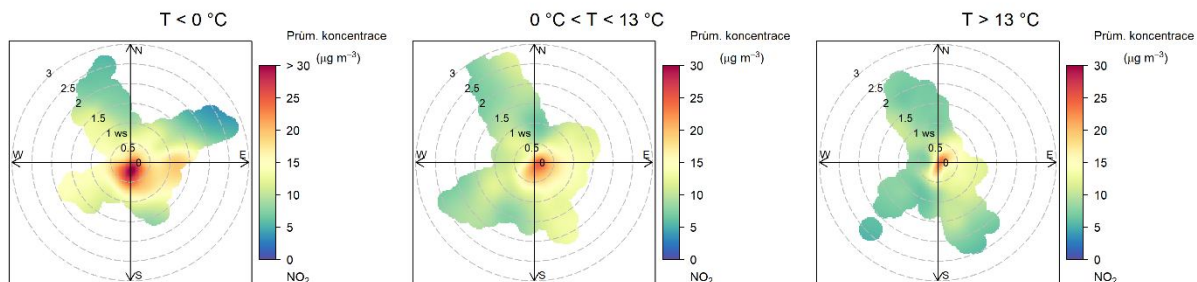 T < 0 °C
Prům. koncentrace
(μg m⁻³)
N
3
2.5
2
1.5
1 ws
0.5
0
W
E
S
> 30
25
20
15
10
5
0
NO₂
0 °C < T < 13 °C
Prům. koncentrace
(μg m⁻³)
N
3
2.5
2
1.5
1 ws
0.5
0
W
E
S
30
25
20
15
10
5
0
NO₂
T > 13 °C
Prům. koncentrace
(μg m⁻³)
N
3
2.5
2
1.5
1 ws
0.5
0
W
E
S
30
25
20
15
10
5
0
NO₂